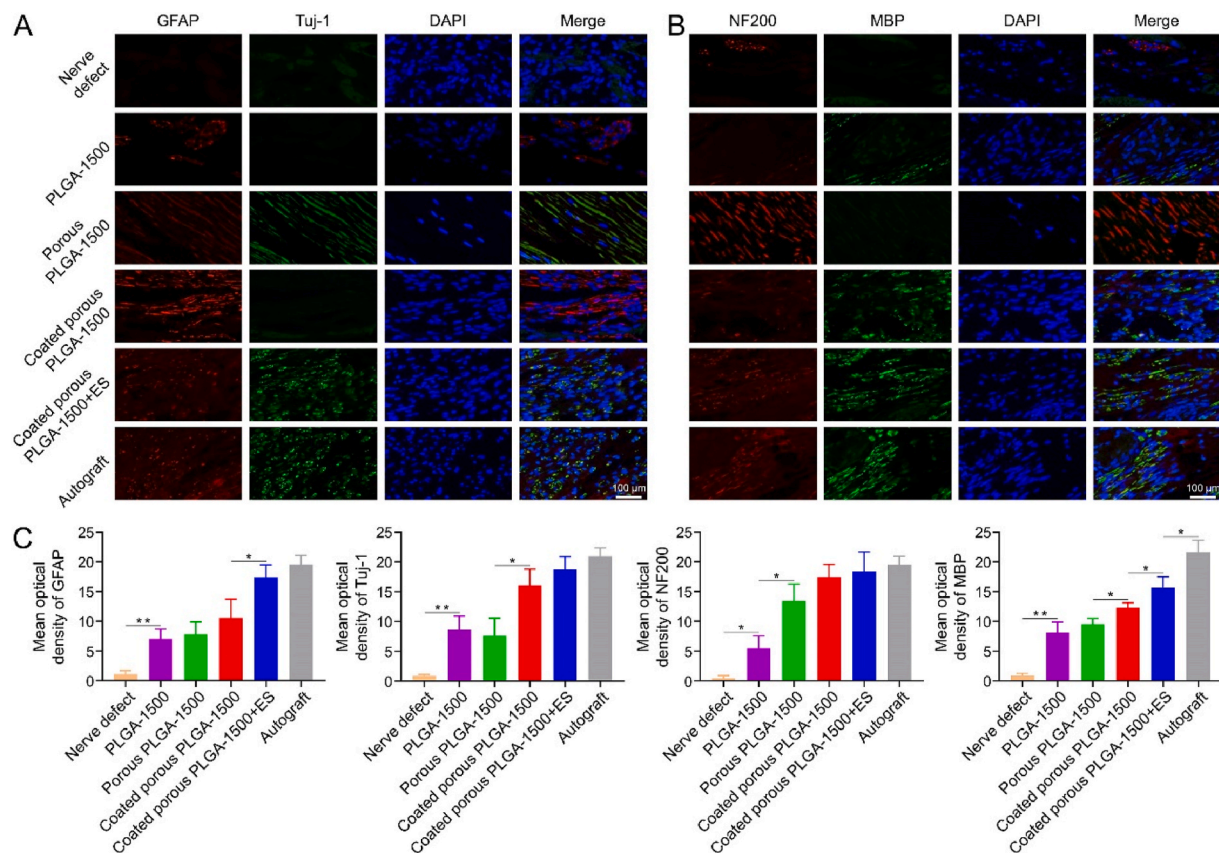 A
GFAP Tuj-1 DAPI Merge
B
NF200 MBP DAPI Merge
Nerve
defect
PLGA-1500
Porous
PLGA-1500
Coated porous
PLGA-1500
Coated porous
PLGA-1500+ES
Autograft
100 µm
100 µm
C
Mean optical
density of GFAP
25
20
15
10
5
0
**
*
Nerve defect
PLGA-1500
Porous PLGA-1500
Coated porous PLGA-1500
Coated porous PLGA-1500+ES
Autograft
Mean optical
density of Tuj-1
25
20
15
10
5
0
**
*
Nerve defect
PLGA-1500
Porous PLGA-1500
Coated porous PLGA-1500
Coated porous PLGA-1500+ES
Autograft
Mean optical
density of NF200
25
20
15
10
5
0
*
*
Nerve defect
PLGA-1500
Porous PLGA-1500
Coated porous PLGA-1500
Coated porous PLGA-1500+ES
Autograft
Mean optical
density of MBP
25
20
15
10
5
0
**
*
*
*
Nerve defect
PLGA-1500
Porous PLGA-1500
Coated porous PLGA-1500
Coated porous PLGA-1500+ES
Autograft